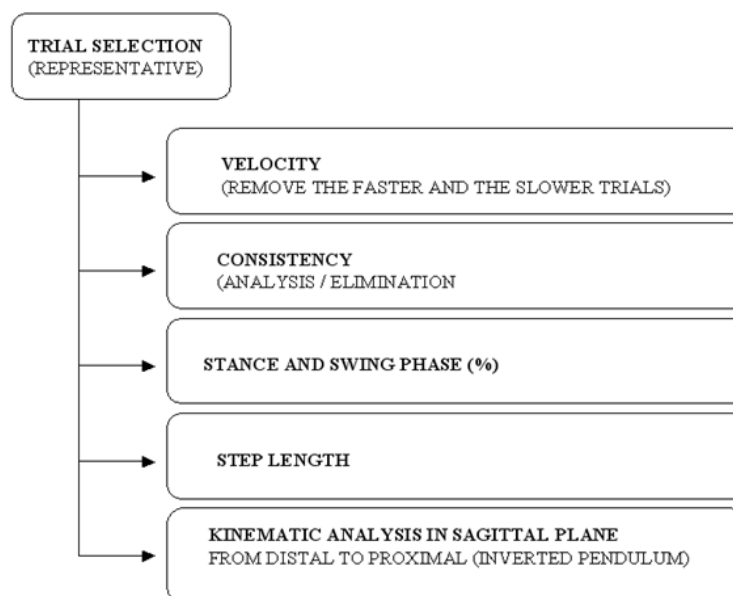 TRIAL SELECTION
(REPRESENTATIVE)
VELOCITY
(REMOVE THE FASTER AND THE SLOWER TRIALS)
CONSISTENCY
(ANALYSIS / ELIMINATION
STANCE AND SWING PHASE (%)
STEP LENGTH
KINEMATIC ANALYSIS IN SAGITTAL PLANE
FROM DISTAL TO PROXIMAL (INVERTED PENDULUM)